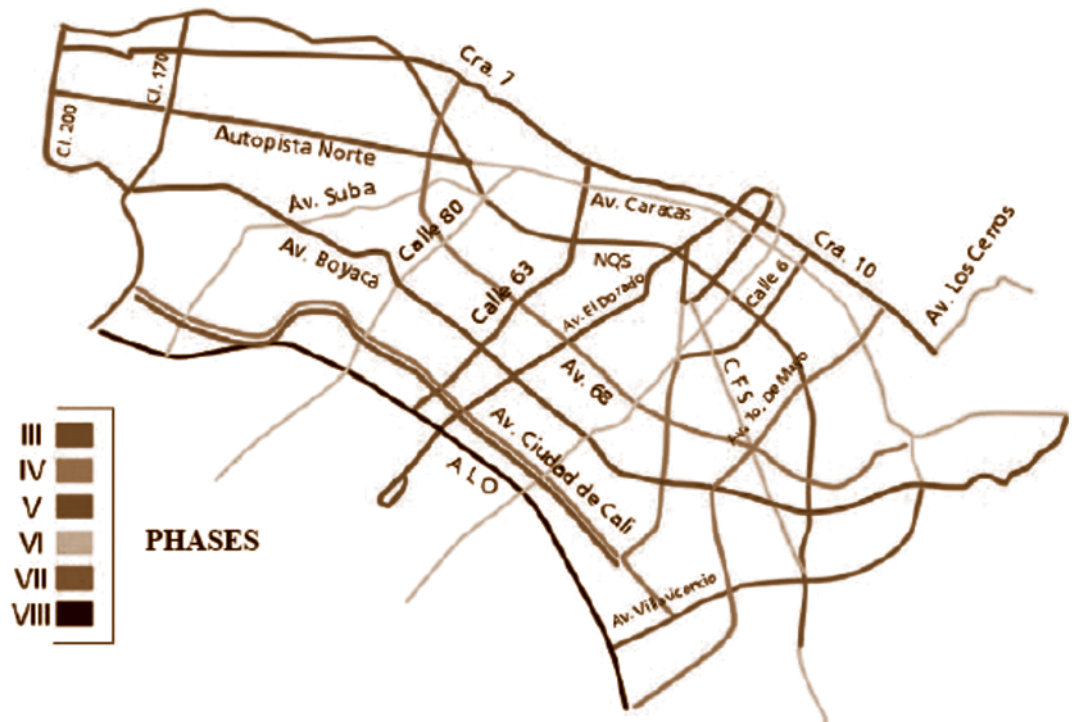 Cra. 7
Cl. 170
Cl. 200
Autopista Norte
Av. Suba
Av. Caracas
Calle 80
Av. Boyacá
NQS
Cra. 10
Av. Los Cerros
Calle 63
Calle 6
Av. El Dorado
Av. 68
C F S
Av. 1o. De Mayo
Av. Ciudad de Cali
A L O
Av. Villavicencio
III
IV
V
VI
VII
VIII
PHASES